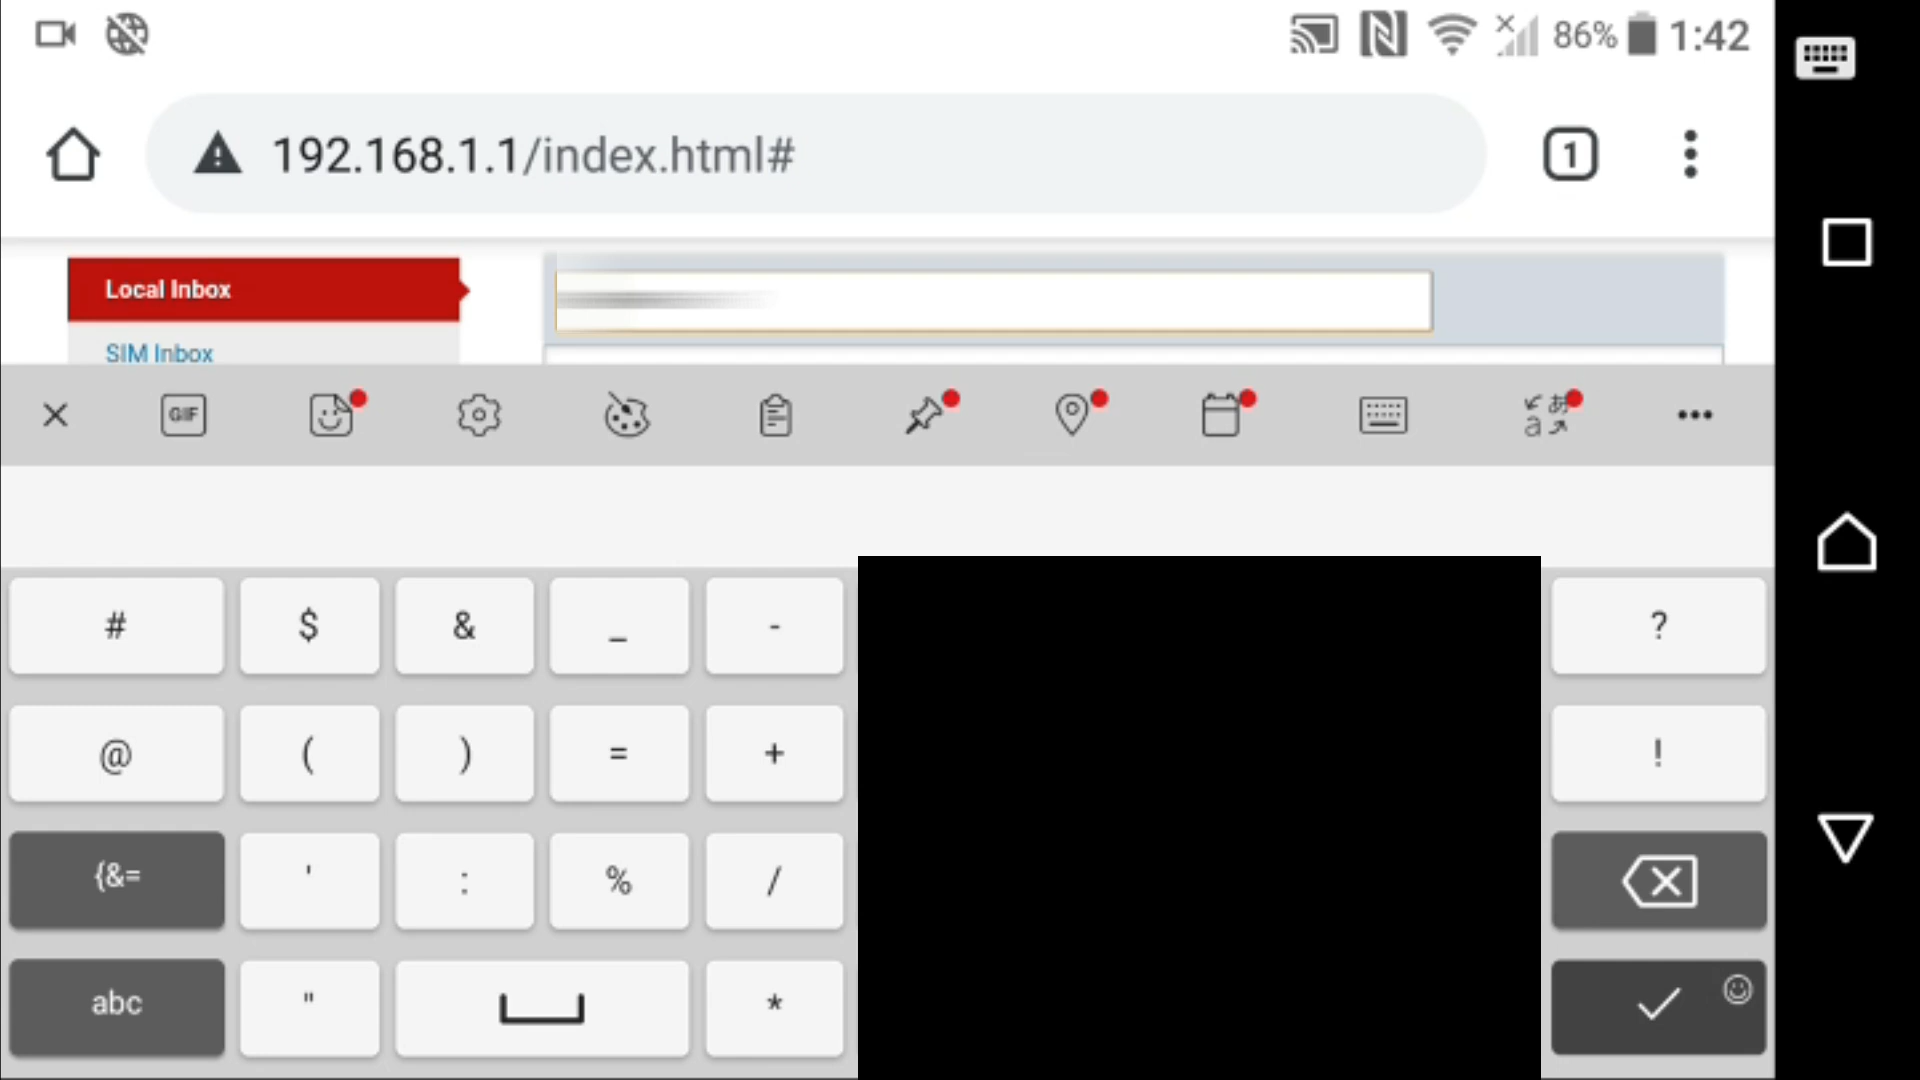 86% 1:42
192.168.1.1/index.html# 1
Local Inbox
SIM Inbox
GIF
# $ & _ - ?
@ ( ) = + !
{&= ' : % /
abc " *